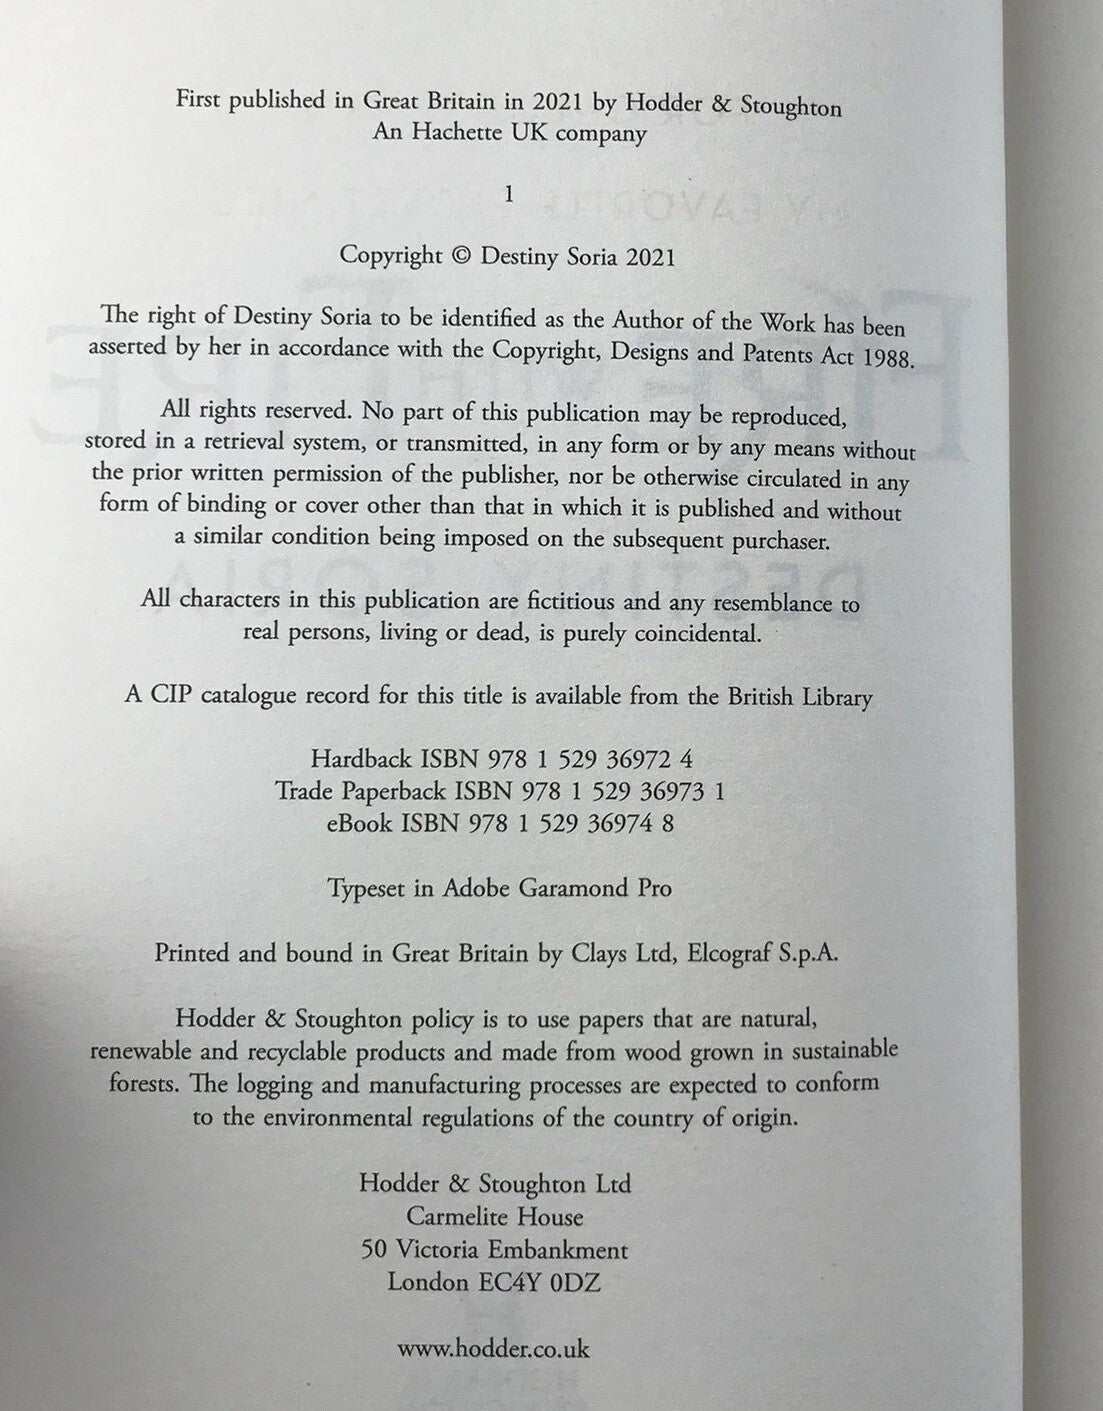 First published in Great Britain in 2021 by Hodder & Stoughton
An Hachette UK company
1
Copyright © Destiny Soria 2021
The right of Destiny Soria to be identified as the Author of the Work has been
asserted by her in accordance with the Copyright, Designs and Patents Act 1988.
All rights reserved. No part of this publication may be reproduced,
stored in a retrieval system, or transmitted, in any form or by any means without
the prior written permission of the publisher, nor be otherwise circulated in any
form of binding or cover other than that in which it is published and without
a similar condition being imposed on the subsequent purchaser.
All characters in this publication are fictitious and any resemblance to
real persons, living or dead, is purely coincidental.
A CIP catalogue record for this title is available from the British Library
Hardback ISBN 978 1 529 36972 4
Trade Paperback ISBN 978 1 529 36973 1
eBook ISBN 978 1 529 36974 8
Typeset in Adobe Garamond Pro
Printed and bound in Great Britain by Clays Ltd, Elcograf S.p.A.
Hodder & Stoughton policy is to use papers that are natural,
renewable and recyclable products and made from wood grown in sustainable
forests. The logging and manufacturing processes are expected to conform
to the environmental regulations of the country of origin.
Hodder & Stoughton Ltd
Carmelite House
50 Victoria Embankment
London EC4Y 0DZ
www.hodder.co.uk